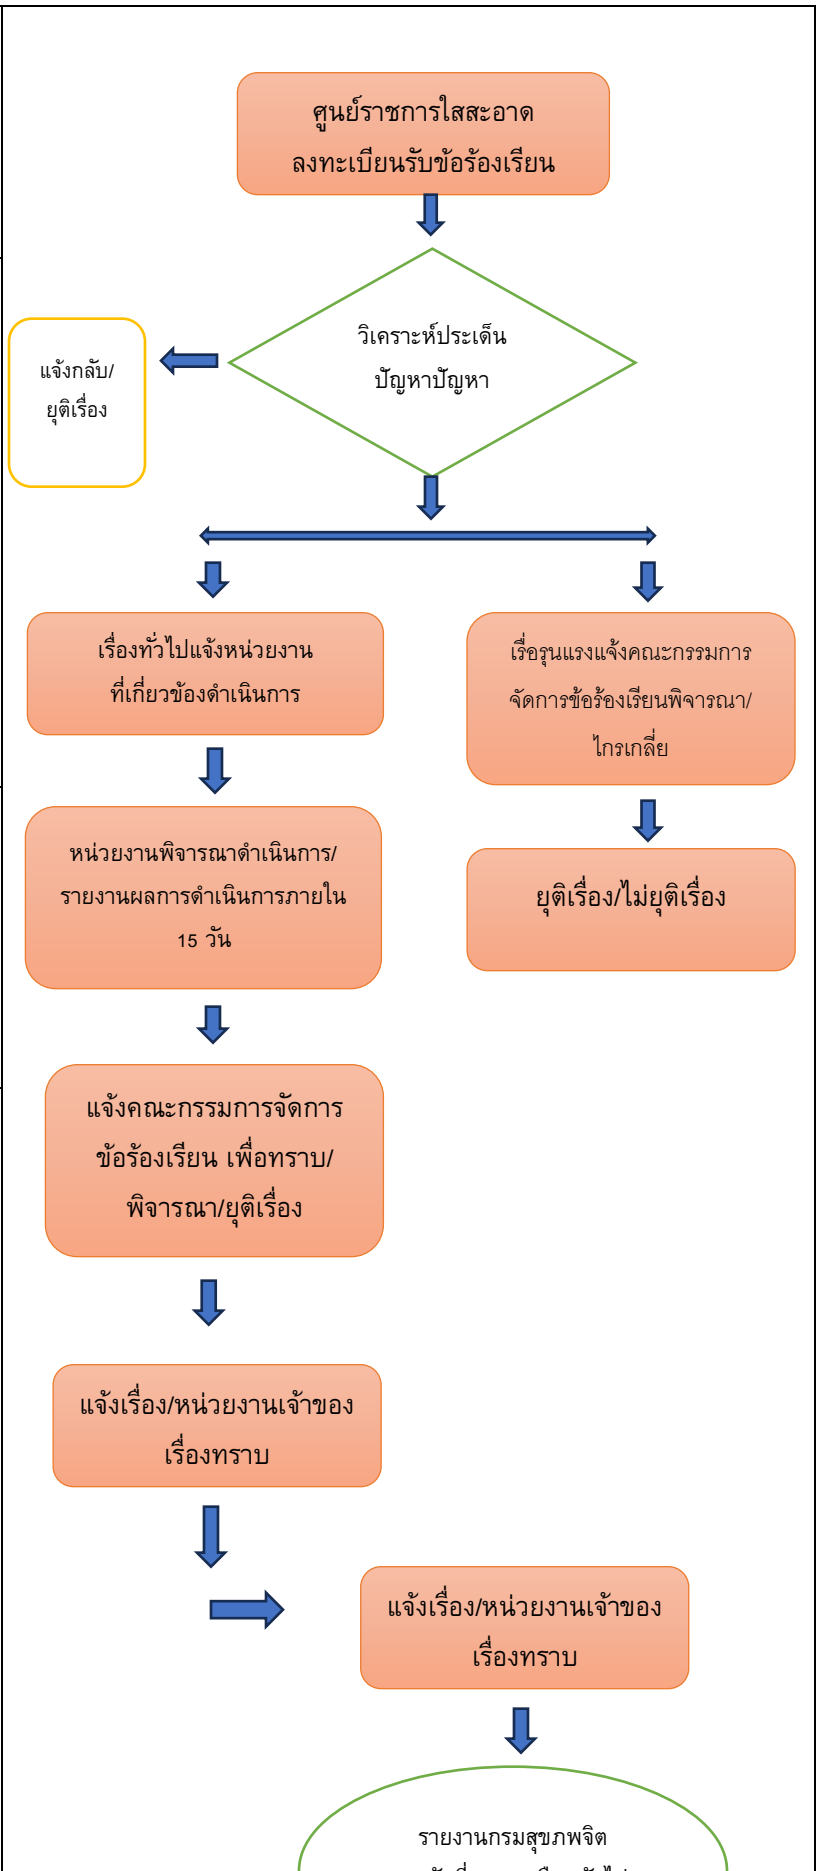 ศูนย์ราชการใสสะอาด
ลงทะเบียนรับข้อร้องเรียน
วิเคราะห์ประเด็น
ปัญหาปัญหา
แจ้งกลับ/
ยุติเรื่อง
เรื่องทั่วไปแจ้งหน่วยงาน
ที่เกี่ยวข้องดำเนินการ
เรื่อรุนแรงแจ้งคณะกรรมการ
จัดการข้อร้องเรียนพิจารณา/
ไกรเกลี่ย
หน่วยงานพิจารณาดำเนินการ/
รายงานผลการดำเนินการภายใน
15 วัน
ยุติเรื่อง/ไม่ยุติเรื่อง
แจ้งคณะกรรมการจัดการ
ข้อร้องเรียน เพื่อทราบ/
พิจารณา/ยุติเรื่อง
แจ้งเรื่อง/หน่วยงานเจ้าของ
เรื่องทราบ
แจ้งเรื่อง/หน่วยงานเจ้าของ
เรื่องทราบ
รายงานกรมสุขภพจิต